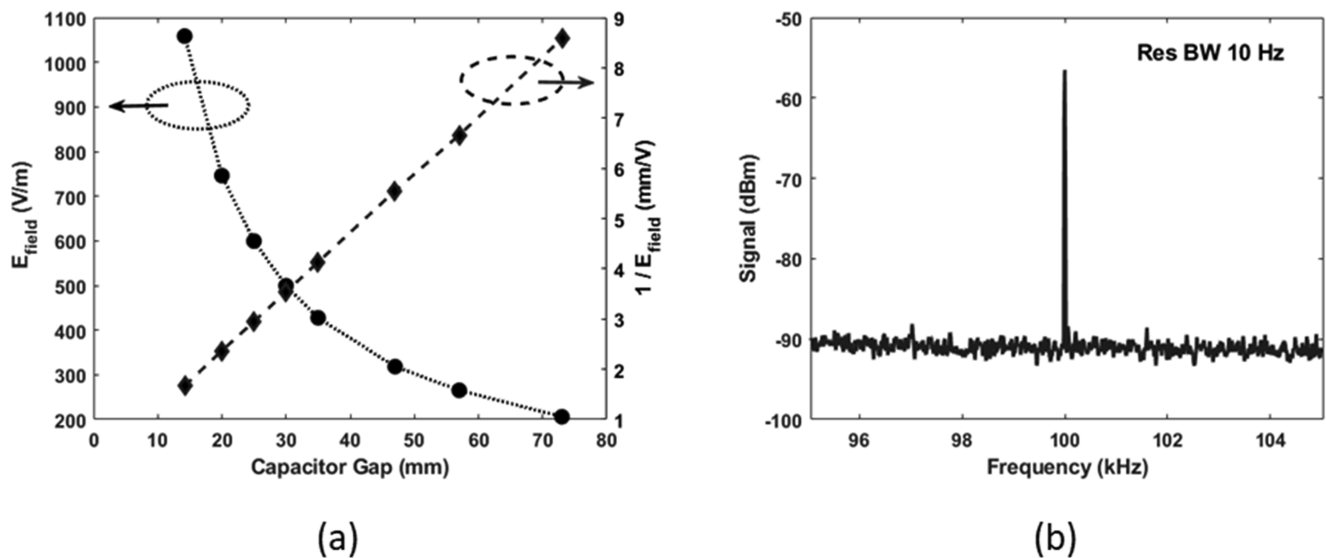 1100
1000
900
800
700
600
500
400
300
200
E_field (V/m)
0 10 20 30 40 50 60 70 80
Capacitor Gap (mm)
9
8
7
6
5
4
3
2
1
1 / E_field (mm/V)
(a)
-50
-60
-70
-80
-90
-100
Signal (dBm)
Res BW 10 Hz
96 98 100 102 104
Frequency (kHz)
(b)